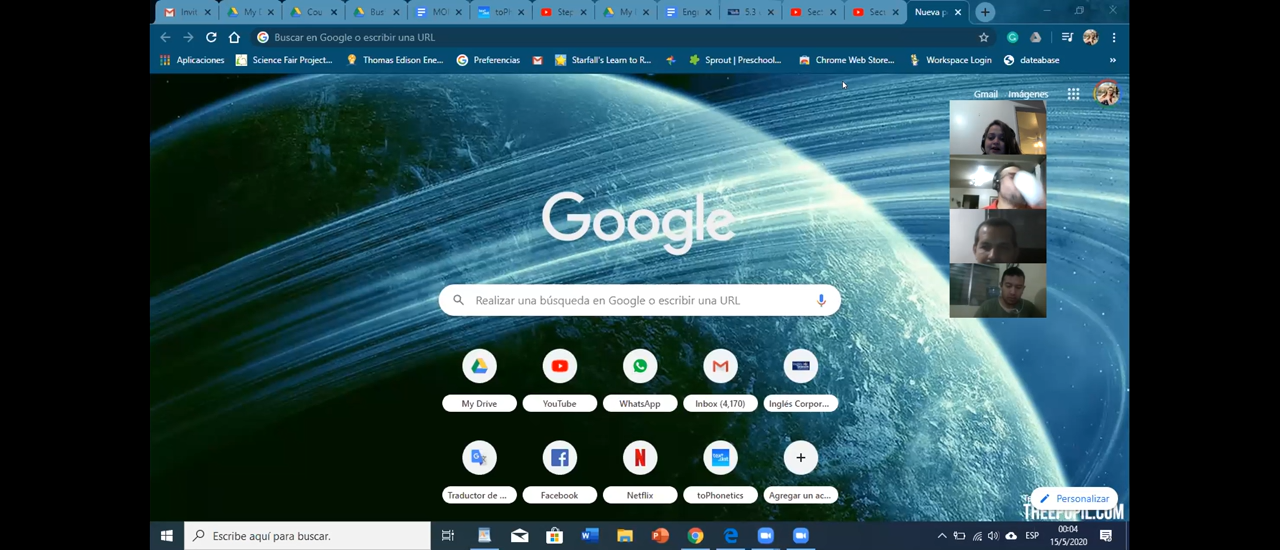 Invit
My D
Cou
Bus
MO
toPh
Step
My D
Eng
5.3
Sect
Sect
Nueva p
Buscar en Google o escribir una URL
Aplicaciones
Science Fair Project...
Thomas Edison Ene...
Preferencias
Starfall's Learn to R...
Sprout | Preschool...
Chrome Web Store...
Workspace Login
dateabase
»
Gmail
Imágenes
Google
Realizar una búsqueda en Google o escribir una URL
My Drive
YouTube
WhatsApp
Inbox (4,170)
Inglés Corpor...
Traductor de ...
Facebook
Netflix
toPhonetics
Agregar un ac...
Personalizar
THEEPUPIL.COM
Escribe aquí para buscar.
ESP
00:04
15/5/2020